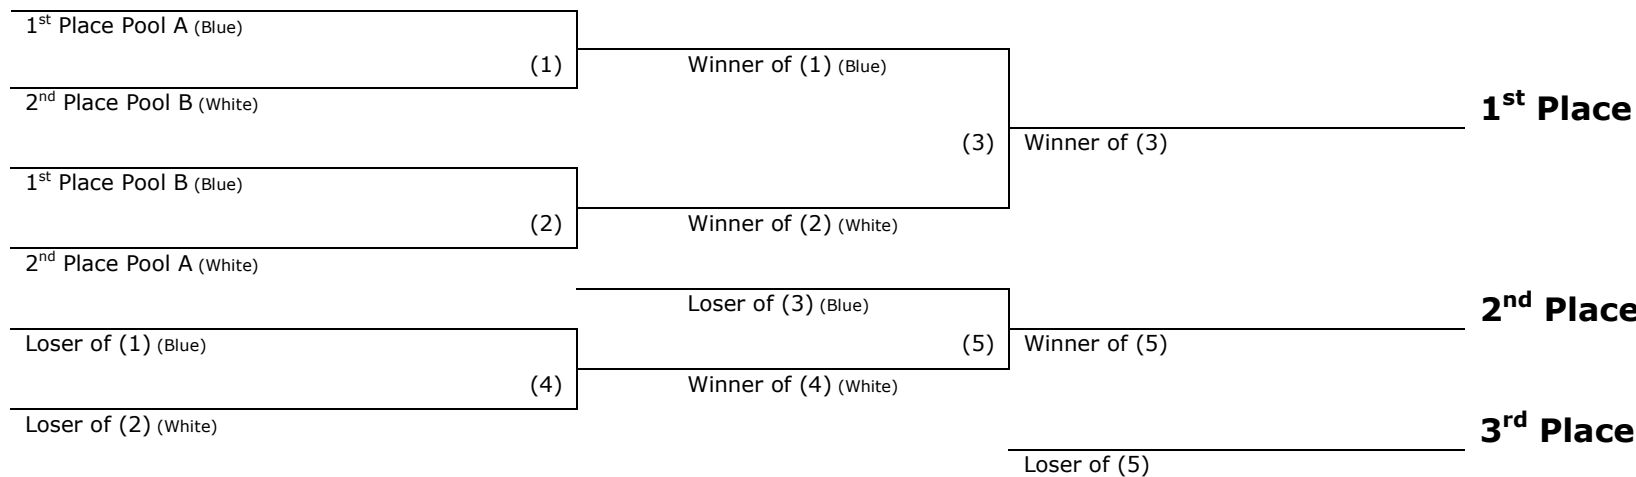 1st Place Pool A (Blue)
(1)
Winner of (1) (Blue)
2nd Place Pool B (White)
1st Place
(3)
Winner of (3)
1st Place Pool B (Blue)
(2)
Winner of (2) (White)
2nd Place Pool A (White)
Loser of (3) (Blue)
2nd Place
Loser of (1) (Blue)
(5)
Winner of (5)
(4)
Winner of (4) (White)
Loser of (2) (White)
3rd Place
Loser of (5)